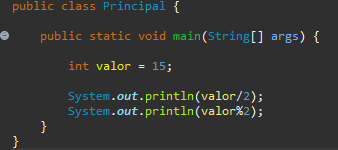 public class Principal {
public static void main(String[] args) {
int valor = 15;
System.out.println(valor/2);
System.out.println(valor%2);
}
}